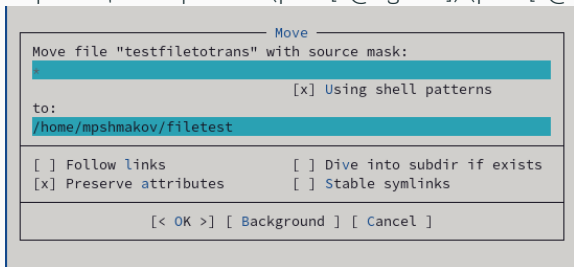 Move
Move file "testfiletotrans" with source mask:
*
[x] Using shell patterns
to:
/home/mpshmakov/filetest
[ ] Follow links [ ] Dive into subdir if exists
[x] Preserve attributes [ ] Stable symlinks
[< OK >] [ Background ] [ Cancel ]